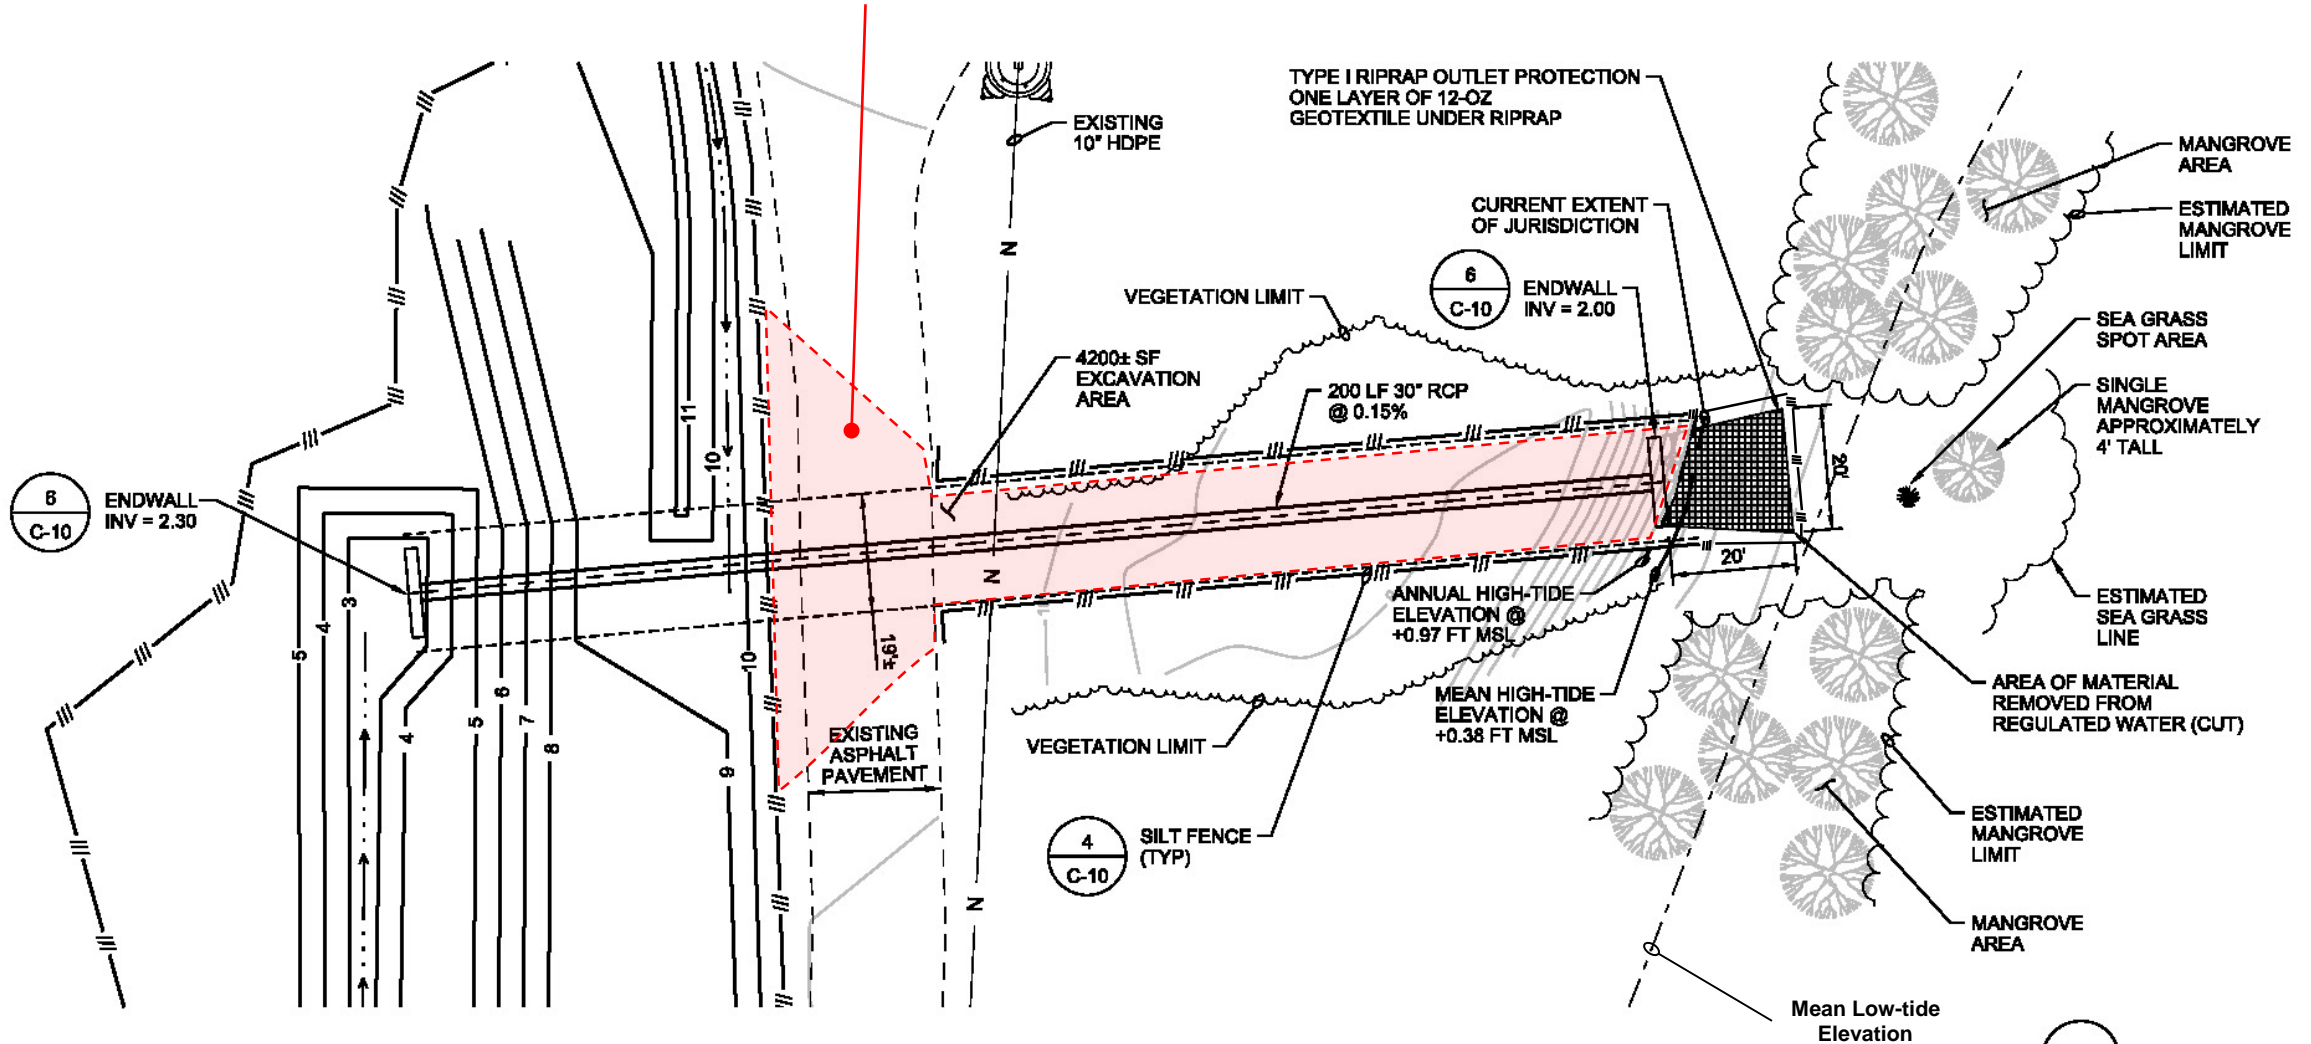 TYPE I RIPRAP OUTLET PROTECTION
ONE LAYER OF 12-OZ
GEOTEXTILE UNDER RIPRAP
EXISTING
10" HDPE
MANGROVE
AREA
CURRENT EXTENT
OF JURISDICTION
ESTIMATED
MANGROVE
LIMIT
N
6
C-10
ENDWALL
INV = 2.00
VEGETATION LIMIT
SEA GRASS
SPOT AREA
4200± SF
EXCAVATION
AREA
200 LF 30" RCP
@ 0.15%
SINGLE
MANGROVE
APPROXIMATELY
4' TALL
11
10
20'
6
C-10
ENDWALL
INV = 2.30
N
20'
3
4
5
19'±
10
ANNUAL HIGH-TIDE
ELEVATION @
+0.97 FT MSL
ESTIMATED
SEA GRASS
LINE
4
5
6
7
8
9
MEAN HIGH-TIDE
ELEVATION @
+0.38 FT MSL
AREA OF MATERIAL
REMOVED FROM
REGULATED WATER (CUT)
EXISTING
ASPHALT
PAVEMENT
VEGETATION LIMIT
4
C-10
SILT FENCE
(TYP)
ESTIMATED
MANGROVE
LIMIT
N
MANGROVE
AREA
Mean Low-tide
Elevation